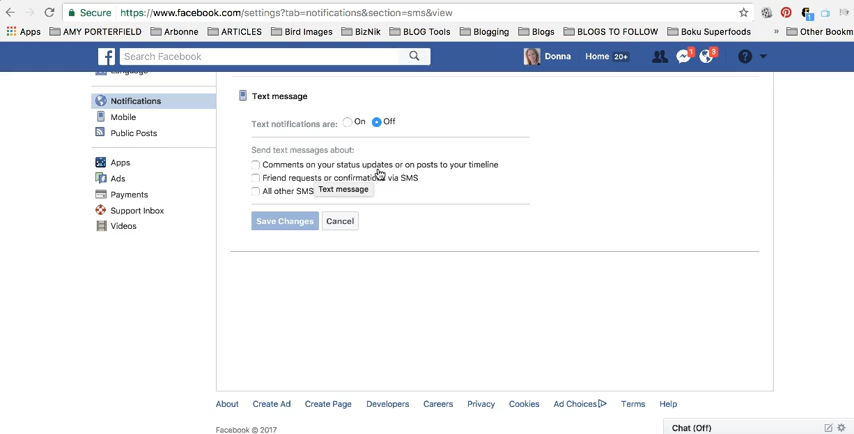 Secure https://www.facebook.com/settings?tab=notifications&section=sms&view
Apps AMY PORTERFIELD Arbonne ARTICLES Bird Images BizNik BLOG Tools Blogging Blogs BLOGS TO FOLLOW Boku Superfoods » Other Bookm
f Search Facebook Donna Home 20+ 1 3
Language
Notifications
Mobile
Public Posts
Apps
Ads
Payments
Support Inbox
Videos
Text message
Text notifications are: On Off
Send text messages about:
Comments on your status updates or on posts to your timeline
Friend requests or confirmations via SMS
All other SMS
Text message
Save Changes Cancel
About Create Ad Create Page Developers Careers Privacy Cookies Ad Choices Terms Help
Facebook © 2017
Chat (Off)